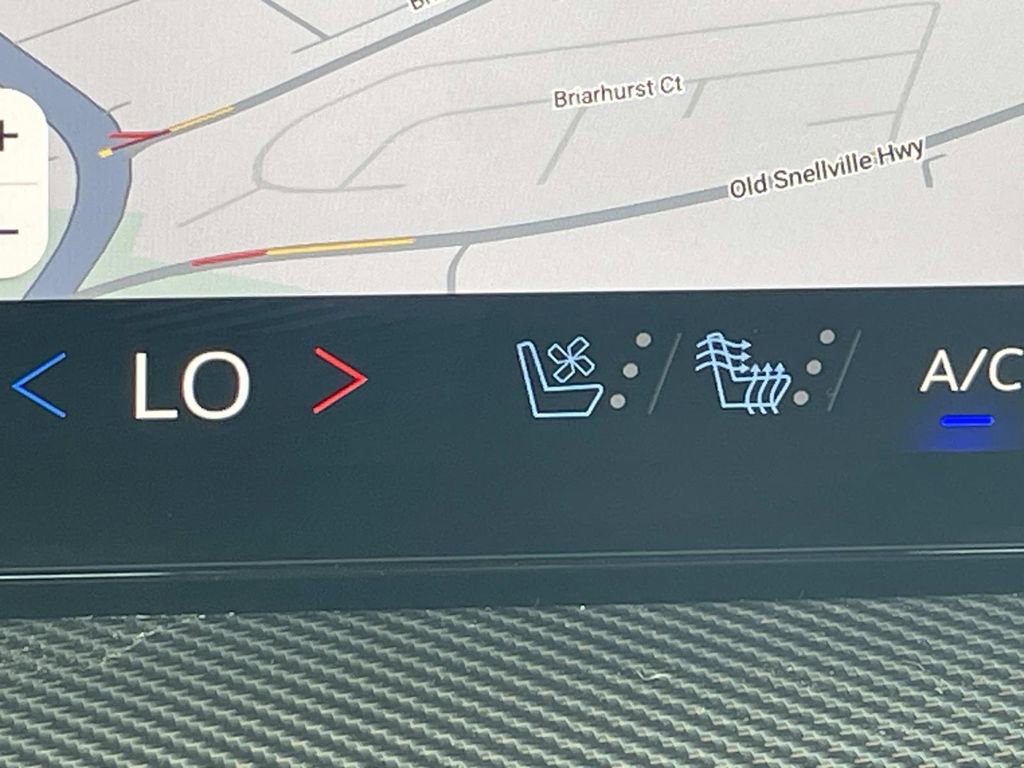 Briarhurst Ct
Old Snellville Hwy
+
-
LO
A/C